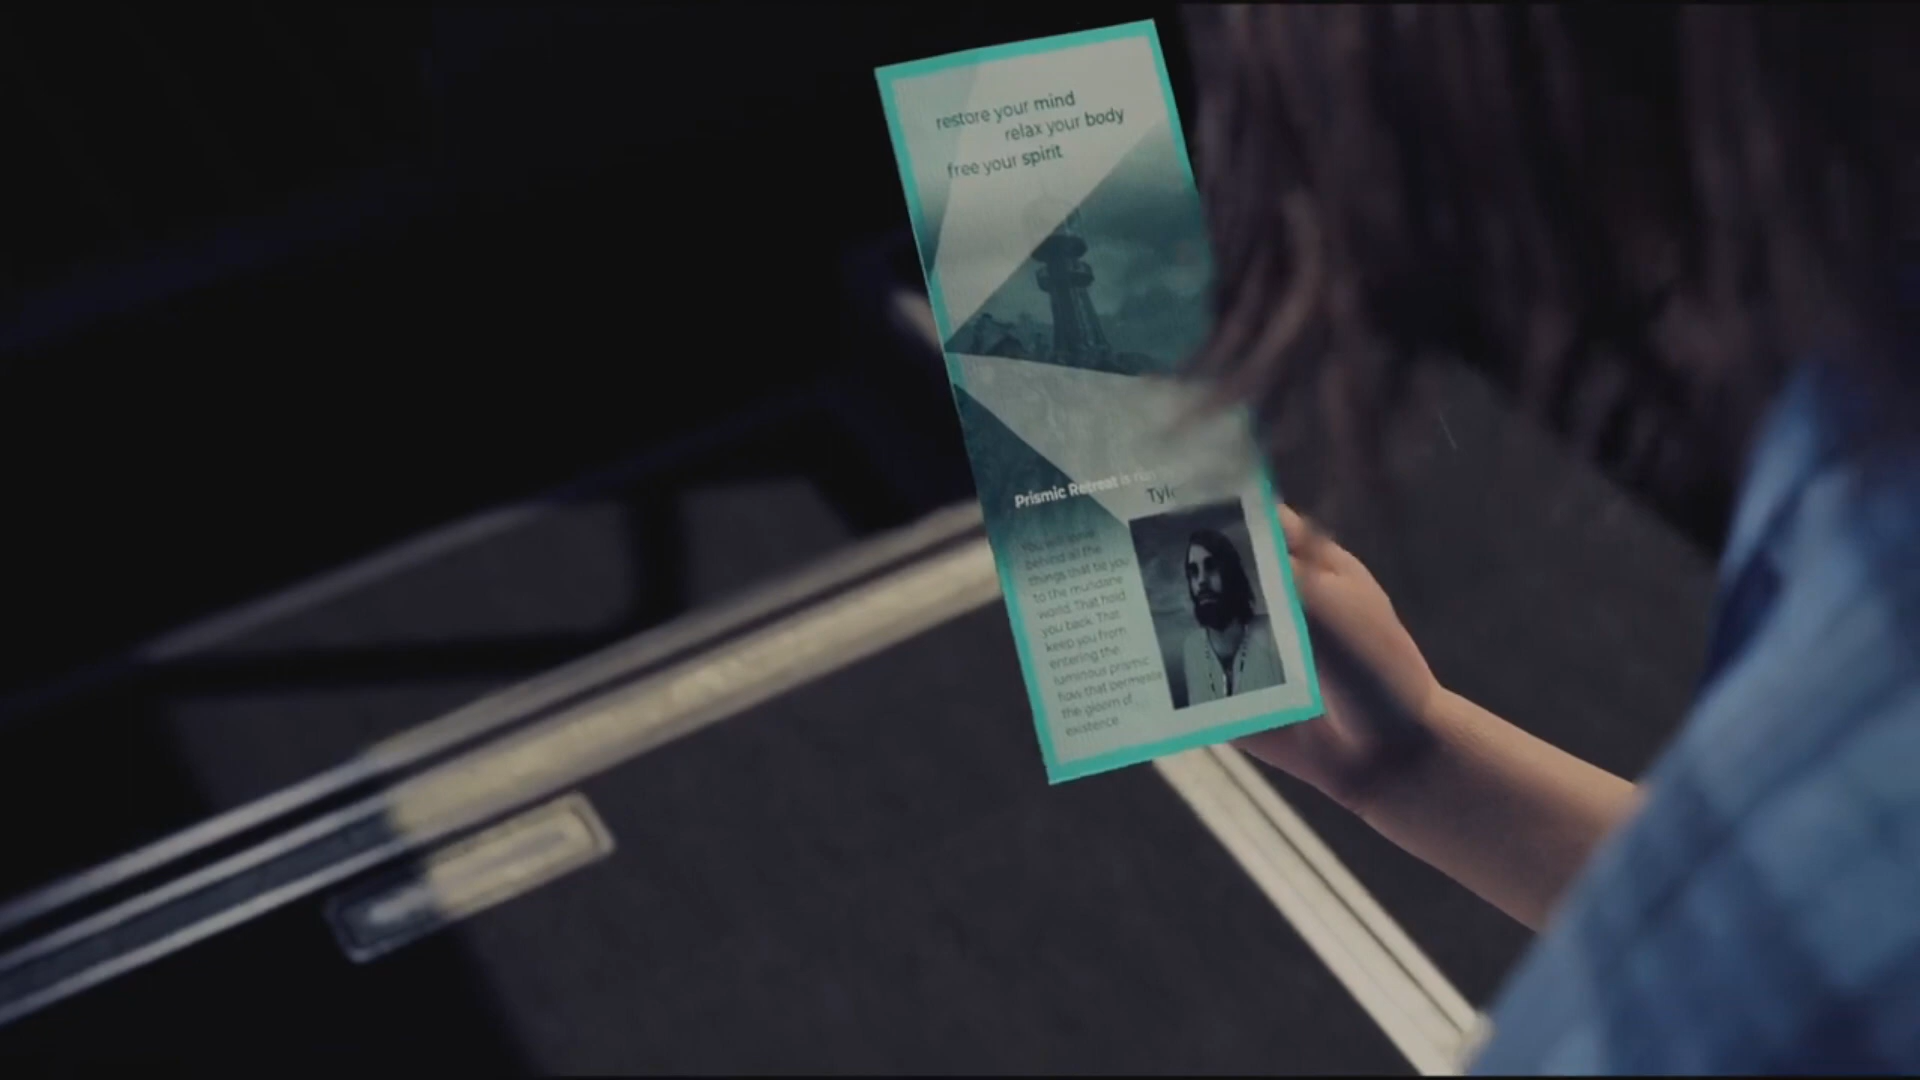 restore your mind
relax your body
free your spirit
Prismic Retreat is run
behind all the
things that tie you
to the mundane
world. That hold
you back. That
keep you from
entering the
luminous prismic
that permeates
the gloom of
existence